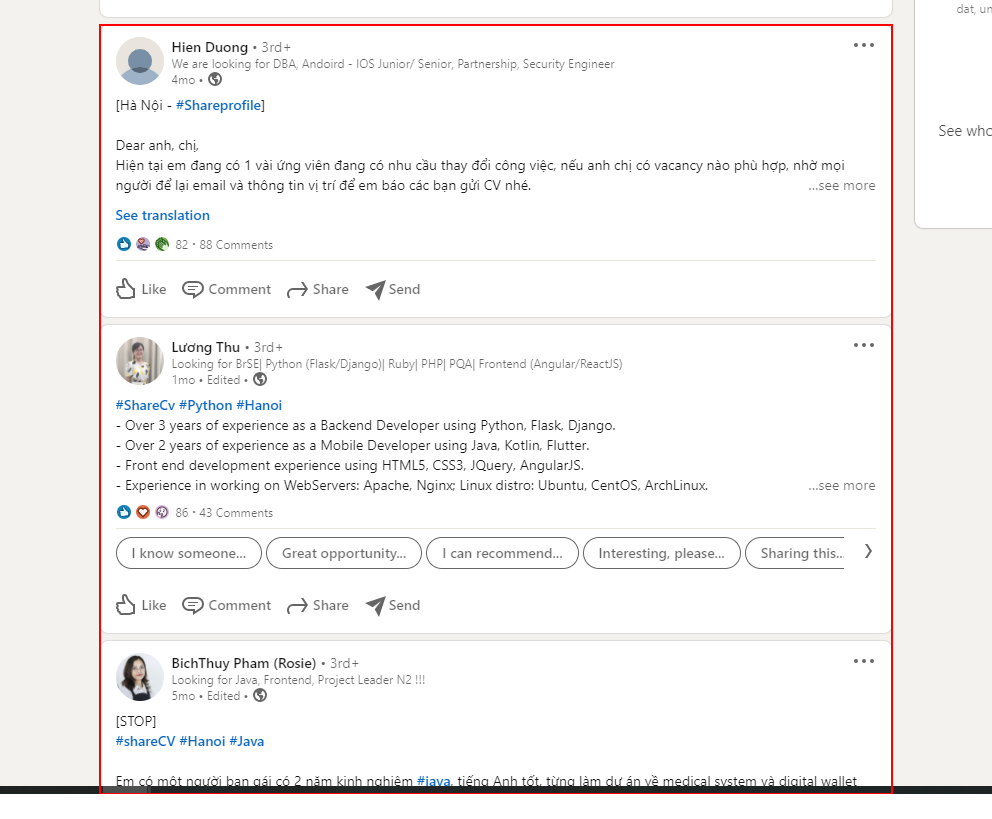 dat, un
Hien Duong • 3rd+
We are looking for DBA, Andoird - IOS Junior/ Senior, Partnership, Security Engineer
4mo •
[Hà Nội - #Shareprofile]
Dear anh, chị,
Hiện tại em đang có 1 vài ứng viên đang có nhu cầu thay đổi công việc, nếu anh chị có vacancy nào phù hợp, nhờ mọi
người để lại email và thông tin vị trí để em báo các bạn gửi CV nhé. ...see more
See translation
82 · 88 Comments
Like Comment Share Send
See who
Lương Thu • 3rd+
Looking for BrSE| Python (Flask/Django)| Ruby| PHP| PQA| Frontend (Angular/ReactJS)
1mo • Edited •
#ShareCv #Python #Hanoi
- Over 3 years of experience as a Backend Developer using Python, Flask, Django.
- Over 2 years of experience as a Mobile Developer using Java, Kotlin, Flutter.
- Front end development experience using HTML5, CSS3, JQuery, AngularJS.
- Experience in working on WebServers: Apache, Nginx; Linux distro: Ubuntu, CentOS, ArchLinux. ...see more
86 · 43 Comments
I know someone... Great opportunity... I can recommend... Interesting, please... Sharing this...
Like Comment Share Send
BichThuy Pham (Rosie) • 3rd+
Looking for Java, Frontend, Project Leader N2 !!!
5mo • Edited •
[STOP]
#shareCV #Hanoi #Java
Em có một người bạn gái có 2 năm kinh nghiệm #java, tiếng Anh tốt, từng làm dự án về medical system và digital wallet